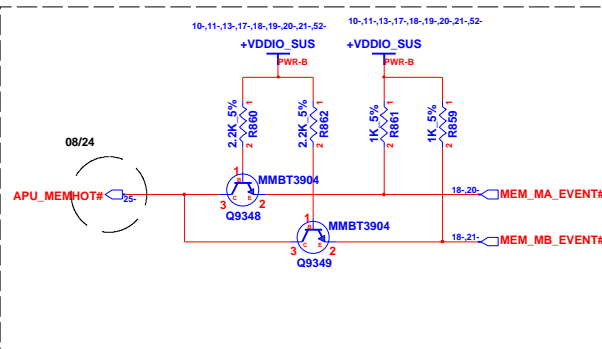 10-,11-,13-,17-,18-,19-,20-,21-,52-
10-,11-,13-,17-,18-,19-,20-,21-,52-
+VDDIO_SUS
+VDDIO_SUS
PWR-B
PWR-B
1
2.2K_5%
R860
2
1
2.2K_5%
R862
2
1
1K_5%
R861
2
1
1K_5%
R859
2
08/24
APU_MEMHOT#
25-
1
MMBT3904
B
C
E
3
2
Q9348
18-,20-
MEM_MA_EVENT#
1
MMBT3904
B
C
E
3
2
Q9349
18-,21-
MEM_MB_EVENT#